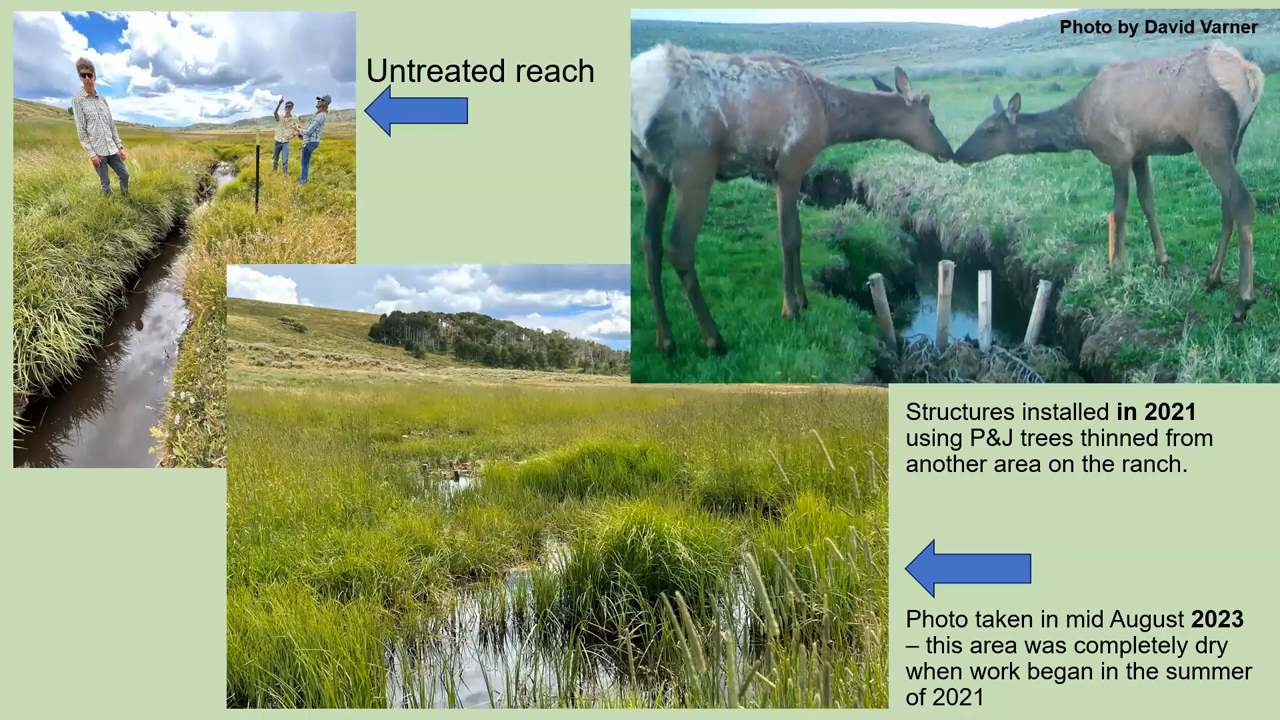 Photo by David Varner
Untreated reach
Structures installed in 2021
using P&J trees thinned from
another area on the ranch.
Photo taken in mid August 2023
– this area was completely dry
when work began in the summer
of 2021